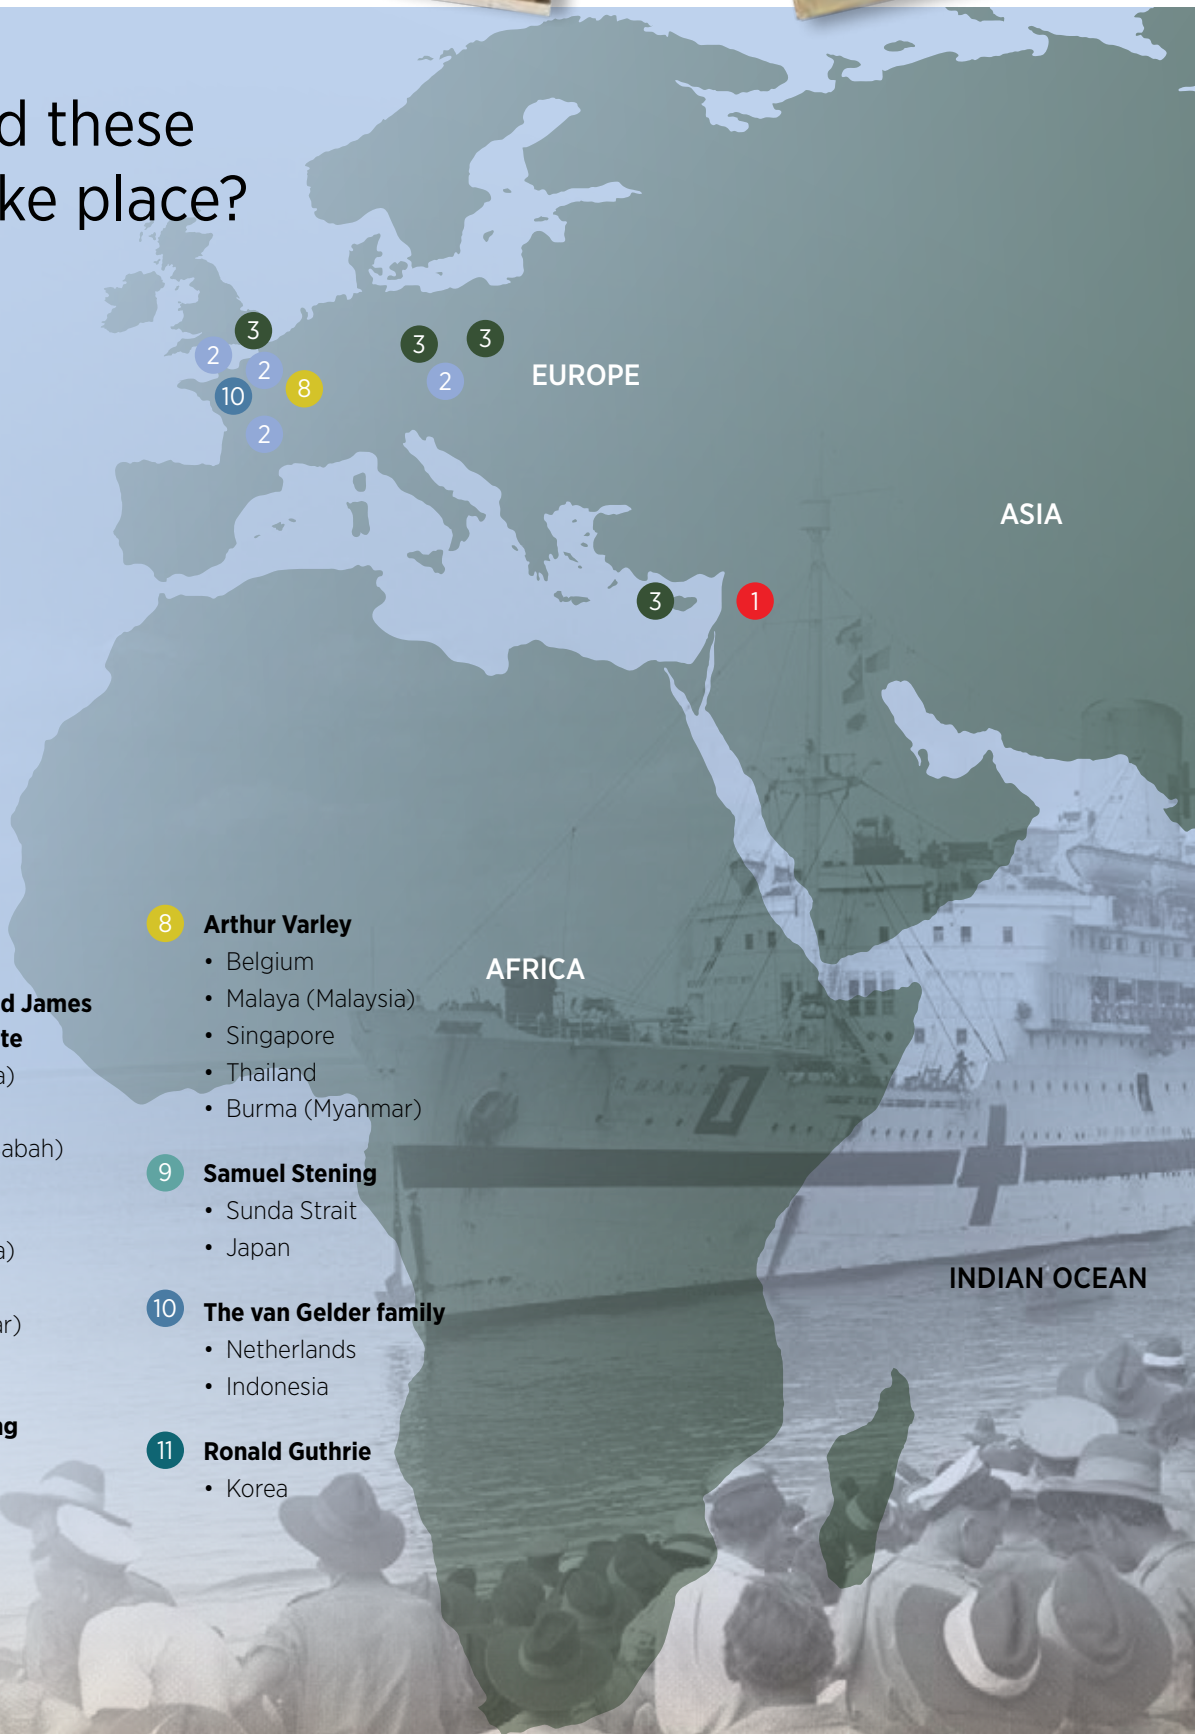 d these
ke place?
3
3
3
2
2
2
10
8
2
EUROPE
ASIA
3
1
8 Arthur Varley
• Belgium
• Malaya (Malaysia)
• Singapore
• Thailand
• Burma (Myanmar)
AFRICA
d James
te
a)
abah)
a)
ar)
ng
9 Samuel Stening
• Sunda Strait
• Japan
10 The van Gelder family
• Netherlands
• Indonesia
11 Ronald Guthrie
• Korea
INDIAN OCEAN